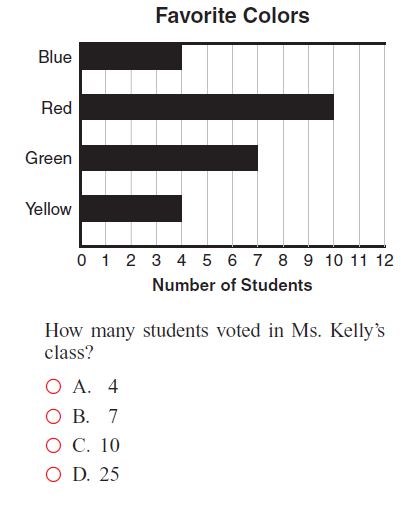 Favorite Colors
Blue
Red
Green
Yellow
0 1 2 3 4 5 6 7 8 9 10 11 12
Number of Students
How many students voted in Ms. Kelly’s
class?
A. 4
B. 7
C. 10
D. 25